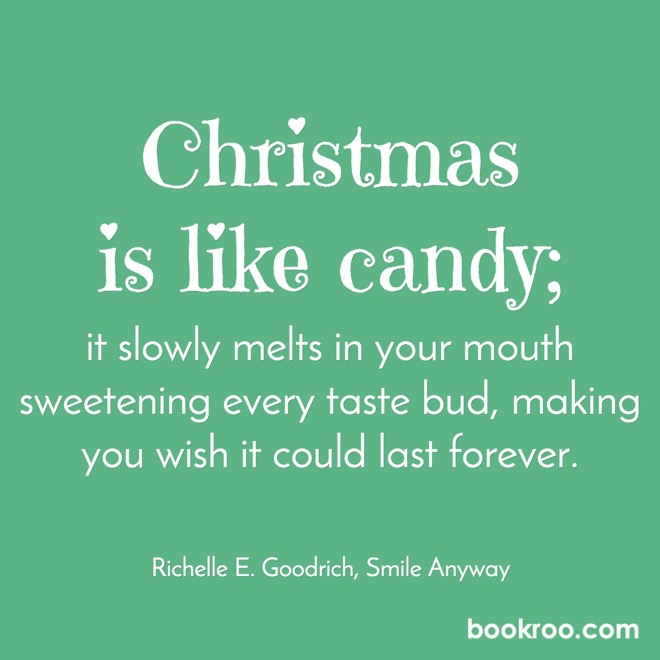 Christmas
is like candy;
it slowly melts in your mouth
sweetening every taste bud, making
you wish it could last forever.
Richelle E. Goodrich, Smile Anyway
bookroo.com